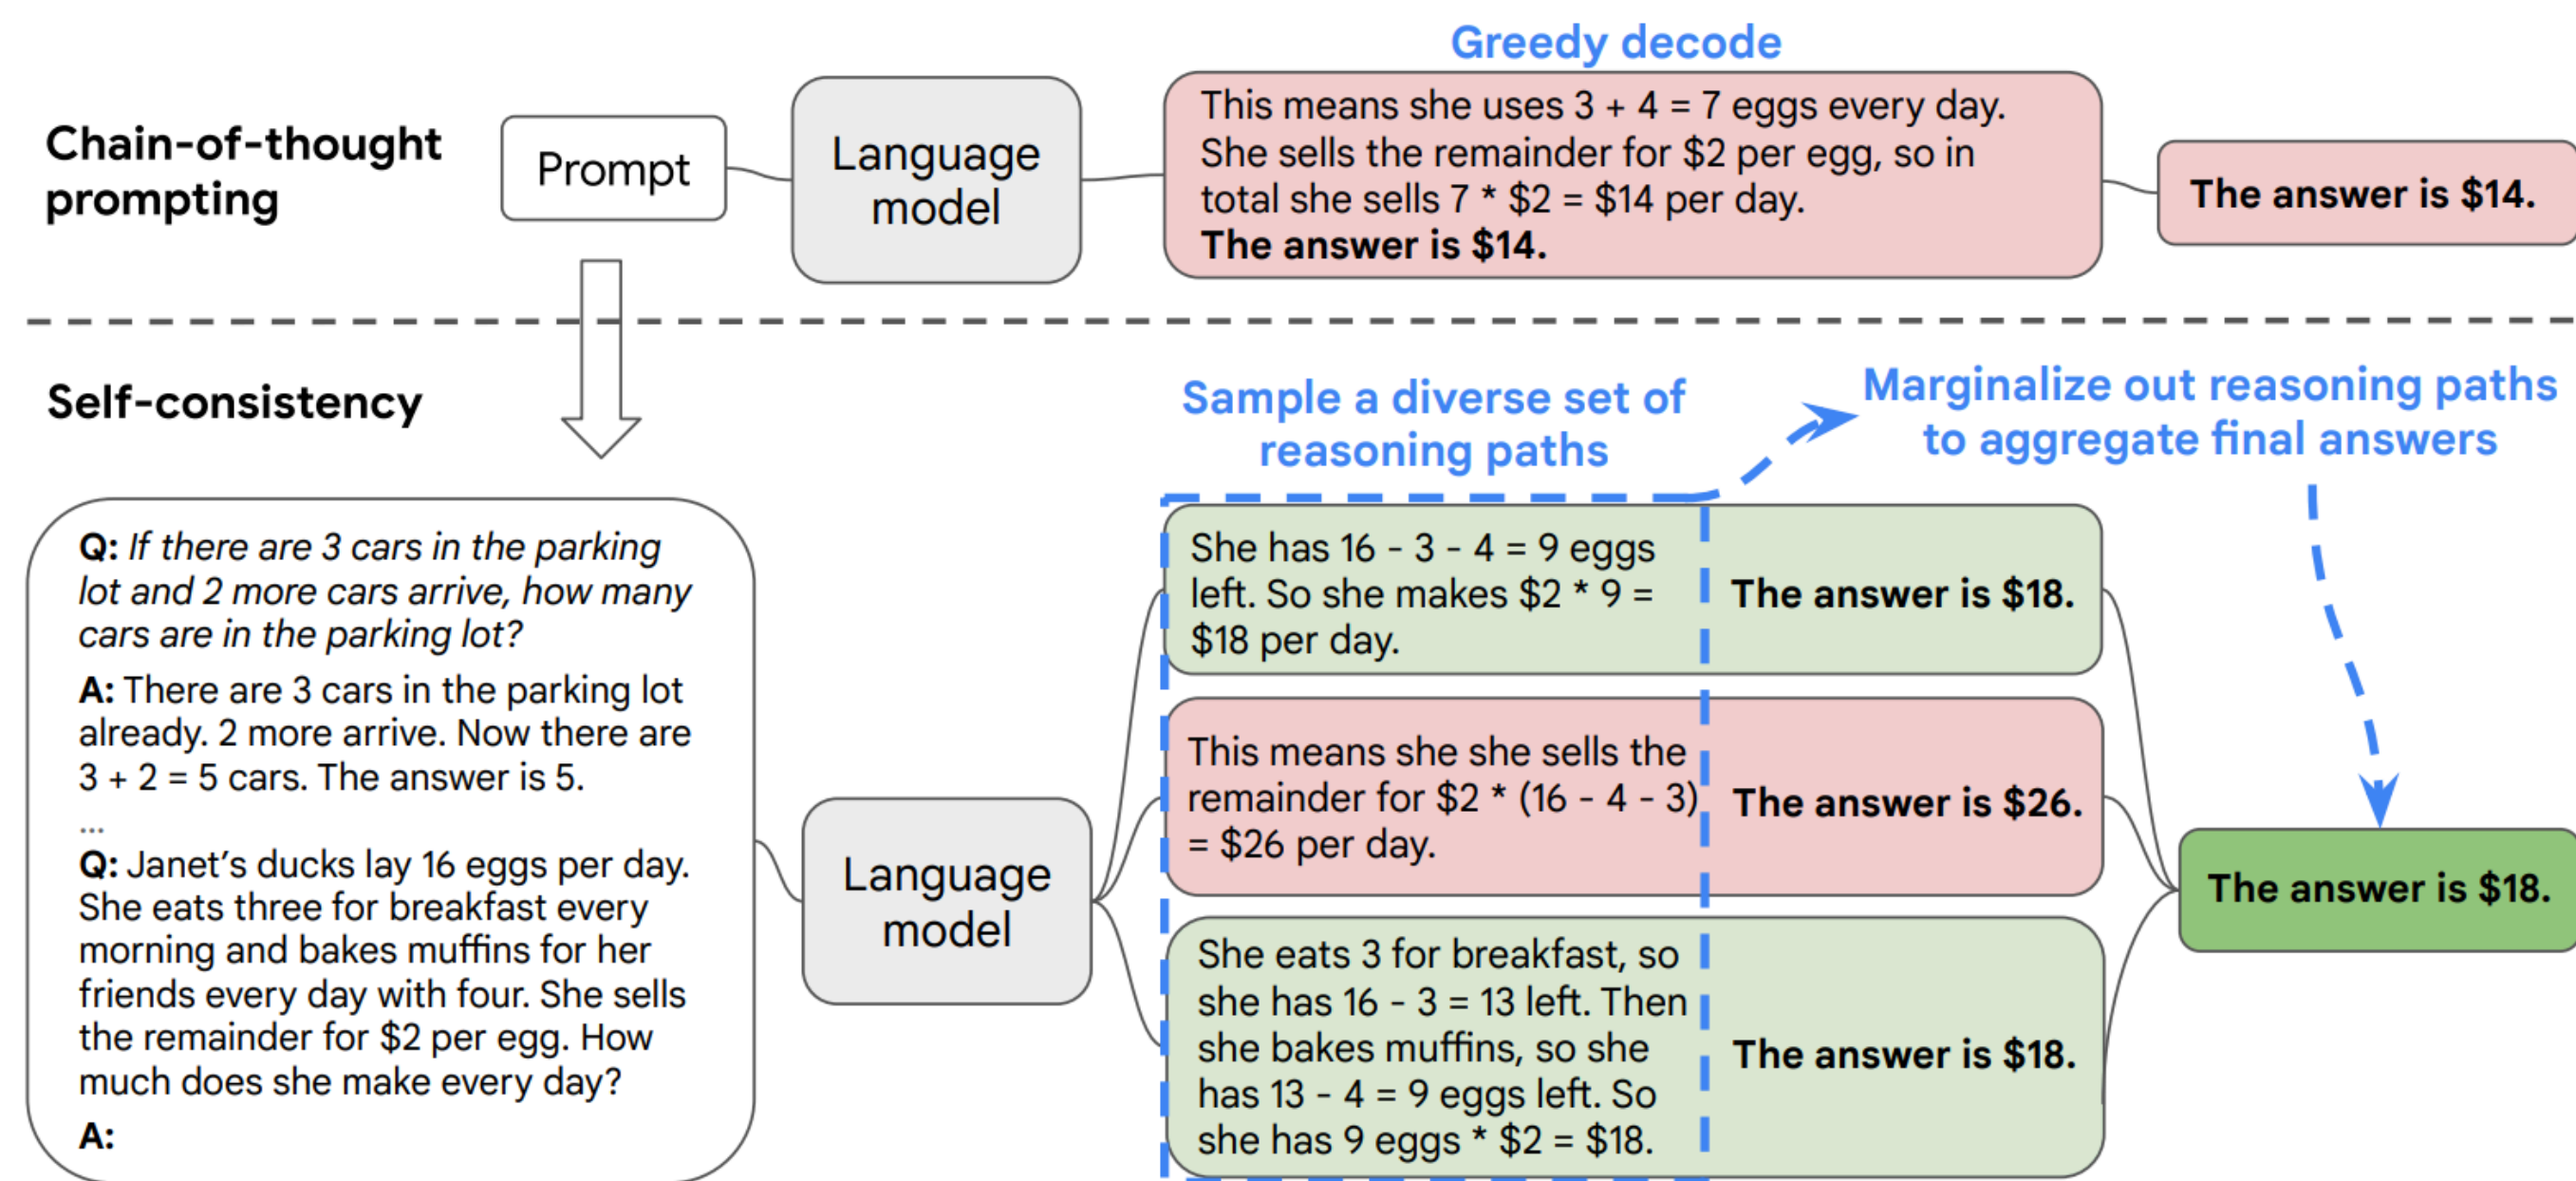 Greedy decode
Chain-of-thought
prompting
Prompt
Language
model
This means she uses 3 + 4 = 7 eggs every day.
She sells the remainder for $2 per egg, so in
total she sells 7 * $2 = $14 per day.
The answer is $14.
The answer is $14.
Self-consistency
Sample a diverse set of
reasoning paths
Marginalize out reasoning paths
to aggregate final answers
Q: If there are 3 cars in the parking
lot and 2 more cars arrive, how many
cars are in the parking lot?
A: There are 3 cars in the parking lot
already. 2 more arrive. Now there are
3 + 2 = 5 cars. The answer is 5.
...
Q: Janet’s ducks lay 16 eggs per day.
She eats three for breakfast every
morning and bakes muffins for her
friends every day with four. She sells
the remainder for $2 per egg. How
much does she make every day?
A:
Language
model
She has 16 - 3 - 4 = 9 eggs
left. So she makes $2 * 9 =
$18 per day.
The answer is $18.
This means she she sells the
remainder for $2 * (16 - 4 - 3)
= $26 per day.
The answer is $26.
She eats 3 for breakfast, so
she has 16 - 3 = 13 left. Then
she bakes muffins, so she
has 13 - 4 = 9 eggs left. So
she has 9 eggs * $2 = $18.
The answer is $18.
The answer is $18.